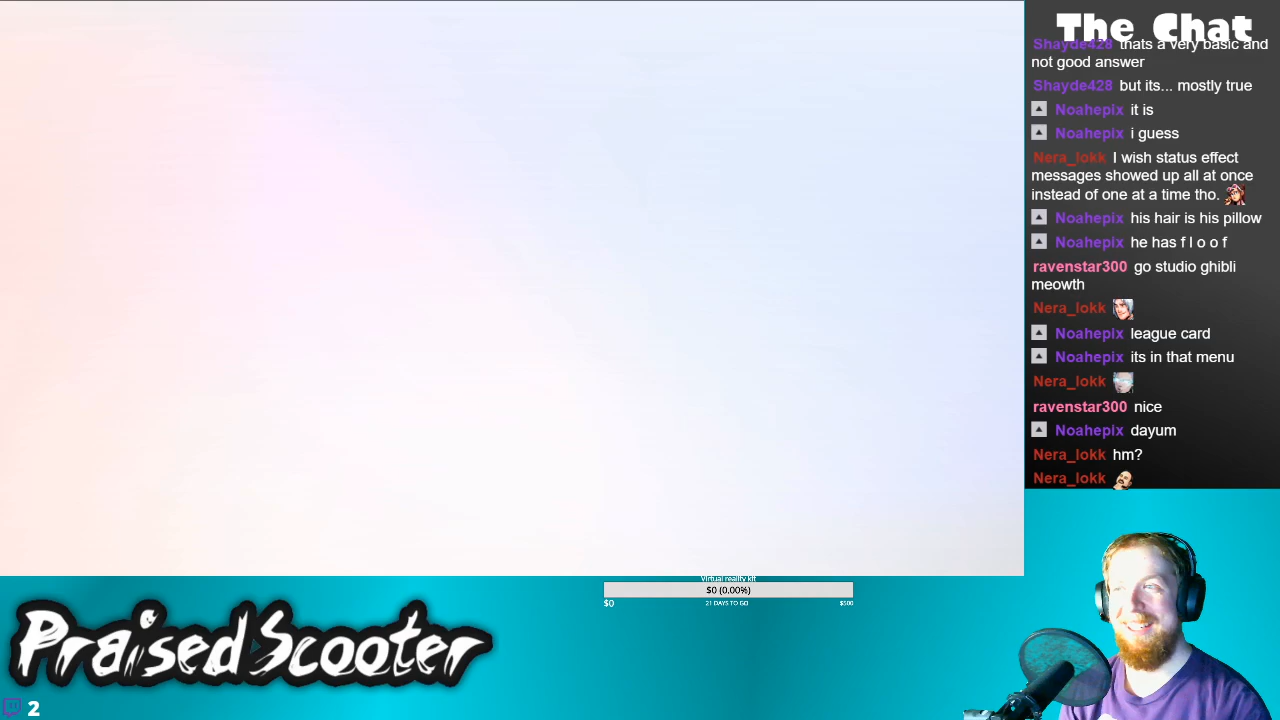 The Chat
Shayde428 thats a very basic and
not good answer
Shayde428 but its... mostly true
Noahepix it is
Noahepix i guess
Nera_lokk I wish status effect
messages showed up all at once
instead of one at a time tho.
Noahepix his hair is his pillow
Noahepix he has f l o o f
ravenstar300 go studio ghibli
meowth
Nera_lokk
Noahepix league card
Noahepix its in that menu
Nera_lokk
ravenstar300 nice
Noahepix dayum
Nera_lokk hm?
Nera_lokk
Virtual reality kit
$0 (0.00%)
$0 21 DAYS TO GO $500
PraisedScooter
2